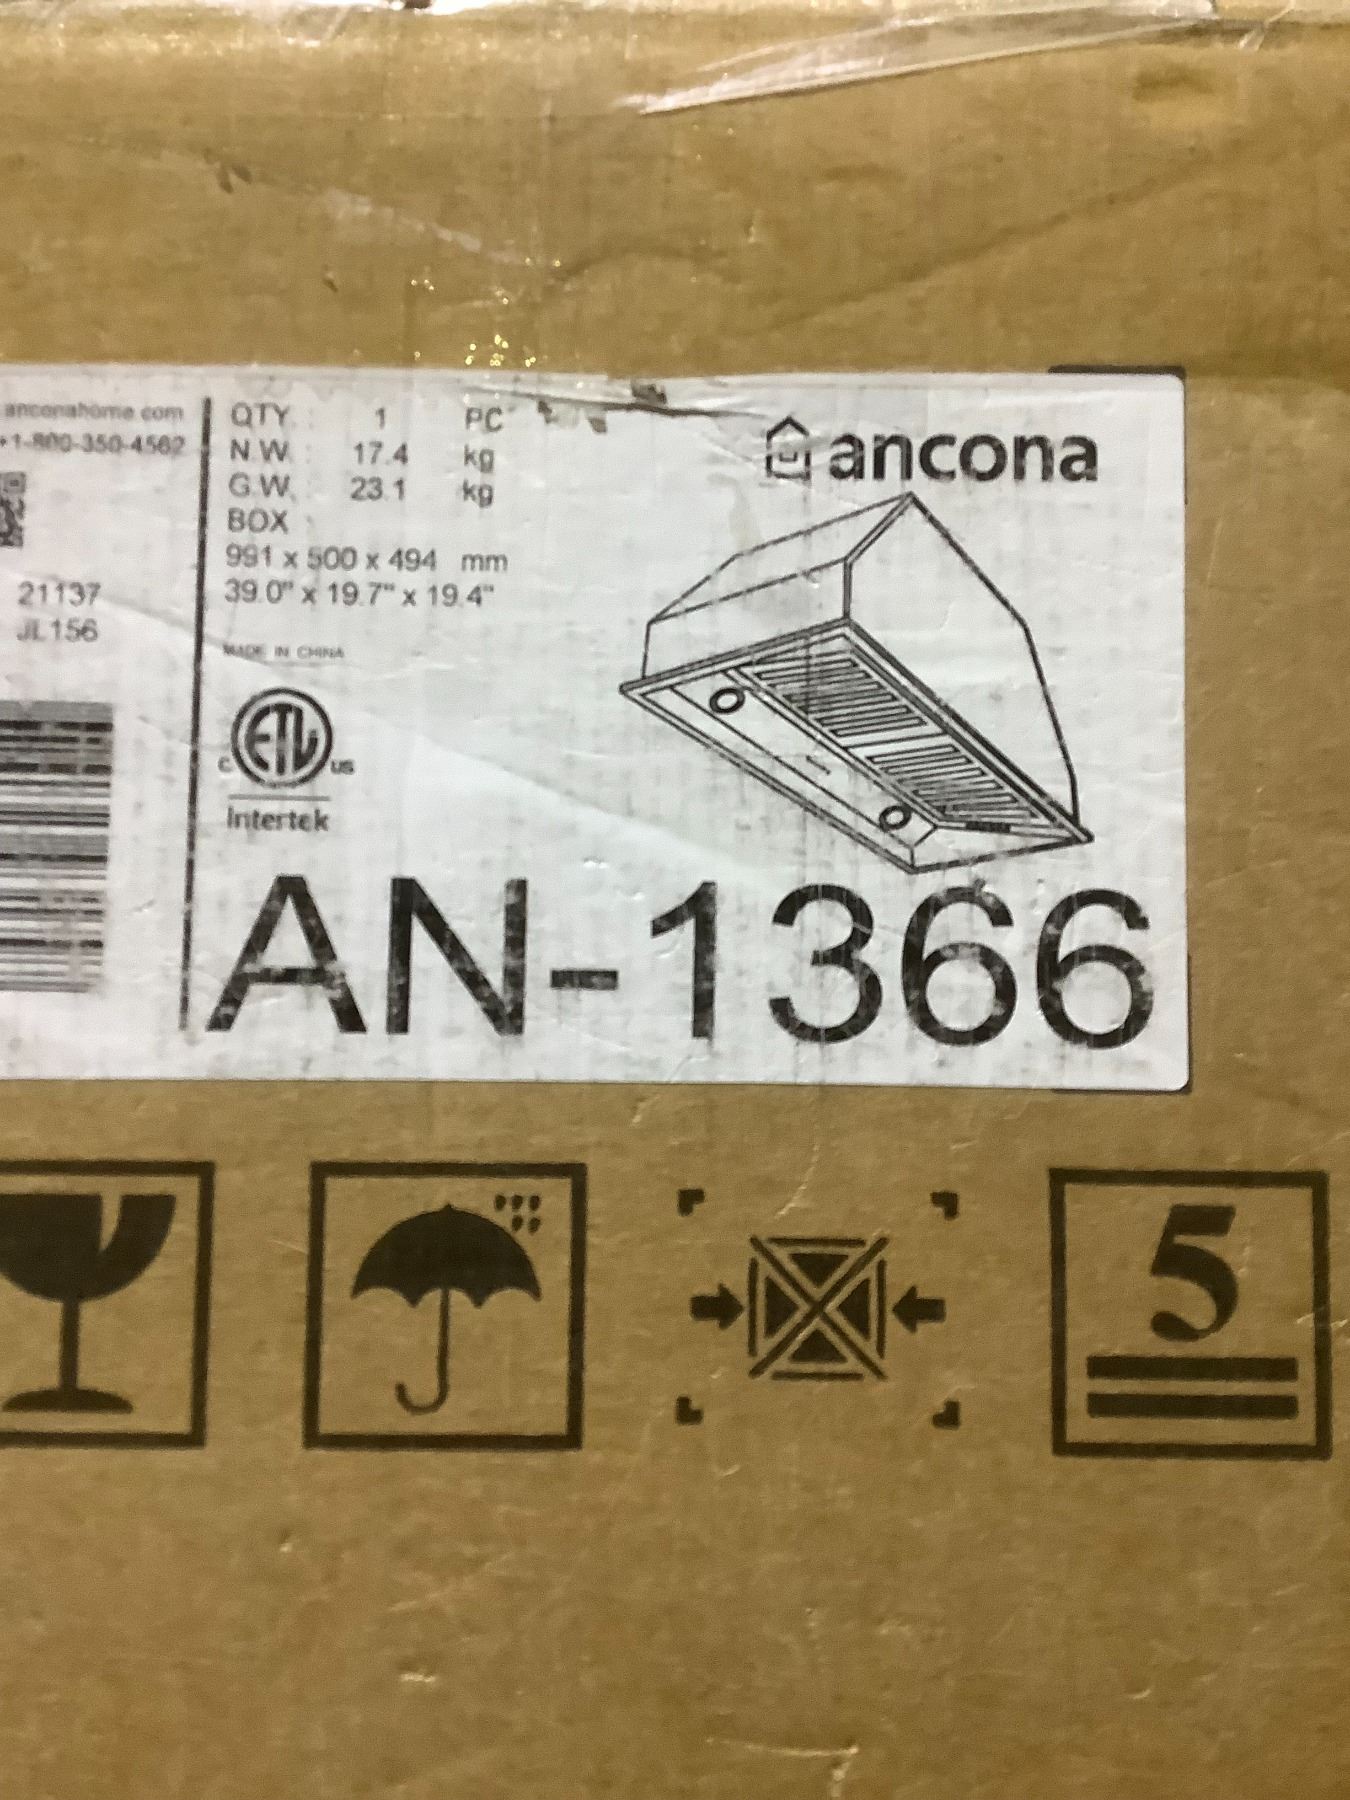 anconahome.com
+1-800-350-4562
21137
JL156
QTY : 1 PC
N.W. : 17.4 kg
G.W. : 23.1 kg
BOX :
991 x 500 x 494 mm
39.0" x 19.7" x 19.4"
MADE IN CHINA
ETL
C US
Intertek
ancona
AN-1366
5